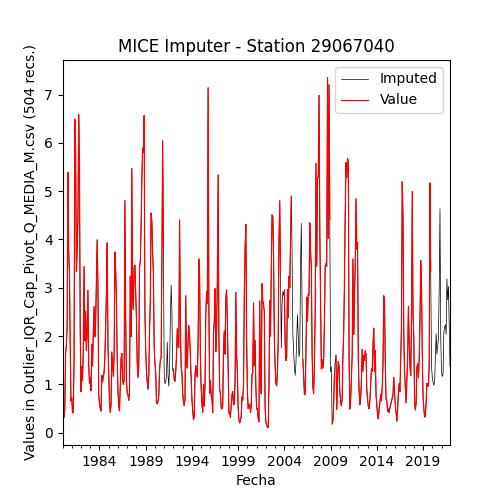 MICE Imputer - Station 29067040
Imputed
Value
Values in Outlier_IQR_Cap_Pivot_Q_MEDIA_M.csv (504 recs.)
7
6
5
4
3
2
1
0
1984 1989 1994 1999 2004 2009 2014 2019
Fecha